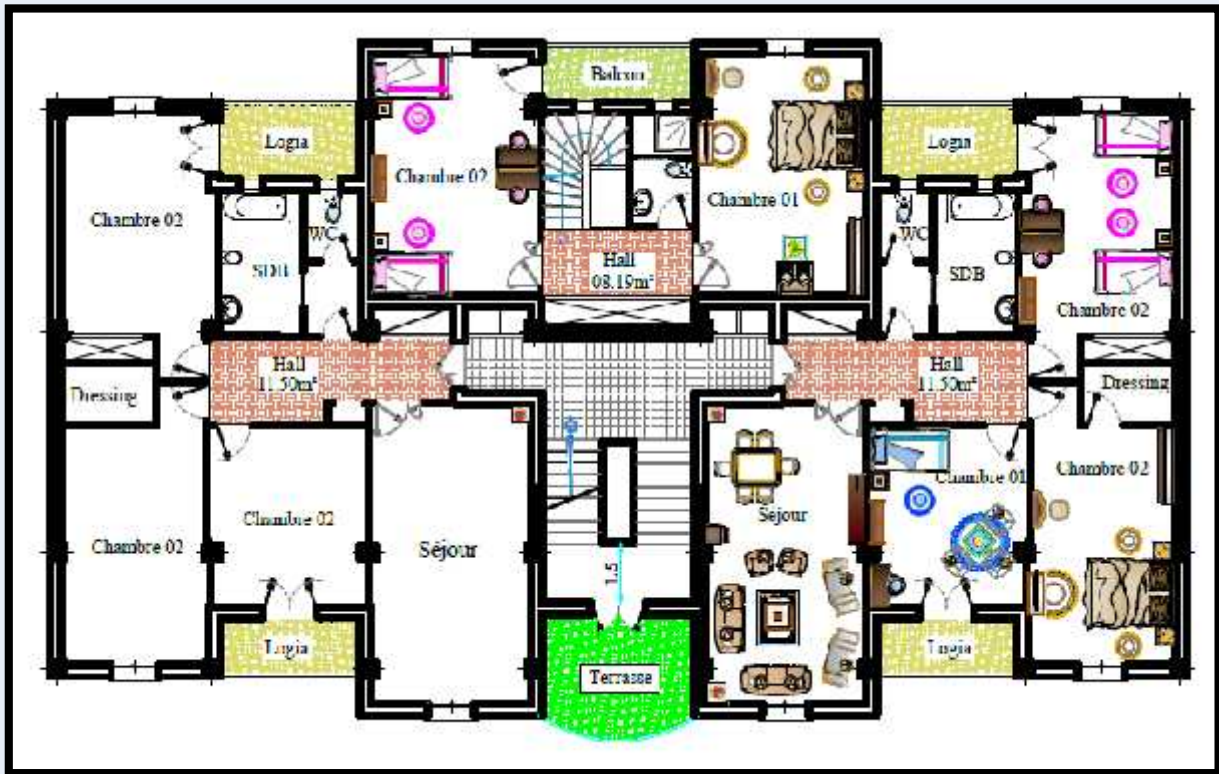 Balcon
Logia
Logia
Chambre 02
Chambre 01
Chambre 02
WC
WC
SDB
SDB
Hall
08.19m²
Chambre 02
Hall
11.50m²
Hall
11.50m²
Dressing
Dressing
Chambre 02
Chambre 01
Chambre 02
Séjour
Chambre 02
Séjour
1.5
Logia
Logia
Terrasse